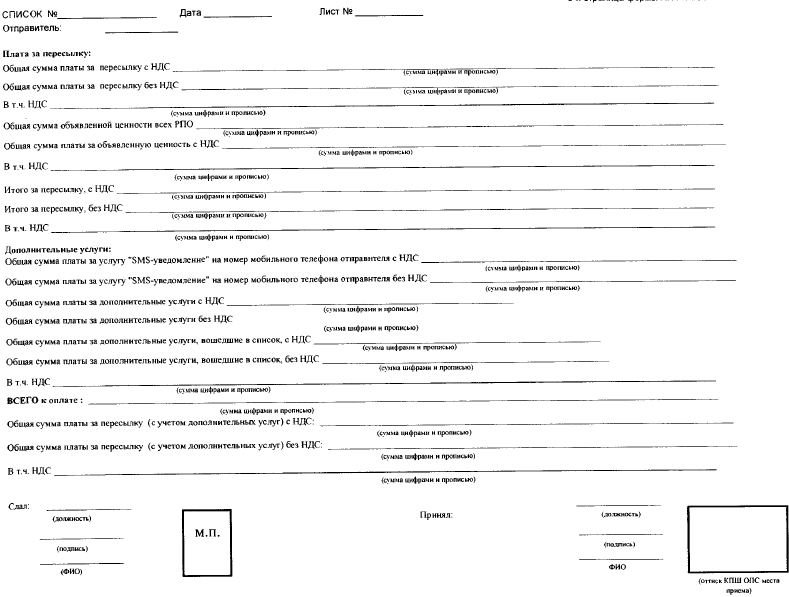 СПИСОК №____________ Дата ____________ Лист № ____________
Отправитель: ____________
Плата за пересылку:
Общая сумма платы за пересылку с НДС
(сумма цифрами и прописью)
Общая сумма платы за пересылку без НДС
(сумма цифрами и прописью)
В т.ч. НДС
(сумма цифрами и прописью)
Общая сумма объявленной ценности всех РПО
(сумма цифрами и прописью)
Общая сумма платы за объявленную ценность с НДС
(сумма цифрами и прописью)
В т.ч. НДС
(сумма цифрами и прописью)
Итого за пересылку, с НДС
(сумма цифрами и прописью)
Итого за пересылку, без НДС
(сумма цифрами и прописью)
В т.ч. НДС
(сумма цифрами и прописью)
Дополнительные услуги:
Общая сумма платы за услугу "SMS-уведомление" на номер мобильного телефона отправителя с НДС
(сумма цифрами и прописью)
Общая сумма платы за услугу "SMS-уведомление" на номер мобильного телефона отправителя без НДС
(сумма цифрами и прописью)
Общая сумма платы за дополнительные услуги с НДС
(сумма цифрами и прописью)
Общая сумма платы за дополнительные услуги без НДС
(сумма цифрами и прописью)
Общая сумма платы за дополнительные услуги, вошедшие в список, с НДС
(сумма цифрами и прописью)
Общая сумма платы за дополнительные услуги, вошедшие в список, без НДС
(сумма цифрами и прописью)
В т.ч. НДС
(сумма цифрами и прописью)
ВСЕГО к оплате :
(сумма цифрами и прописью)
Общая сумма платы за пересылку (с учетом дополнительных услуг) с НДС:
(сумма цифрами и прописью)
Общая сумма платы за пересылку (с учетом дополнительных услуг) без НДС:
(сумма цифрами и прописью)
В т.ч. НДС
(сумма цифрами и прописью)
Сдал: Принял:
(должность) (должность)
М.П.
(подпись) (подпись)
(ФИО) ФИО
(оттиск КПШ ОПС места
приема)